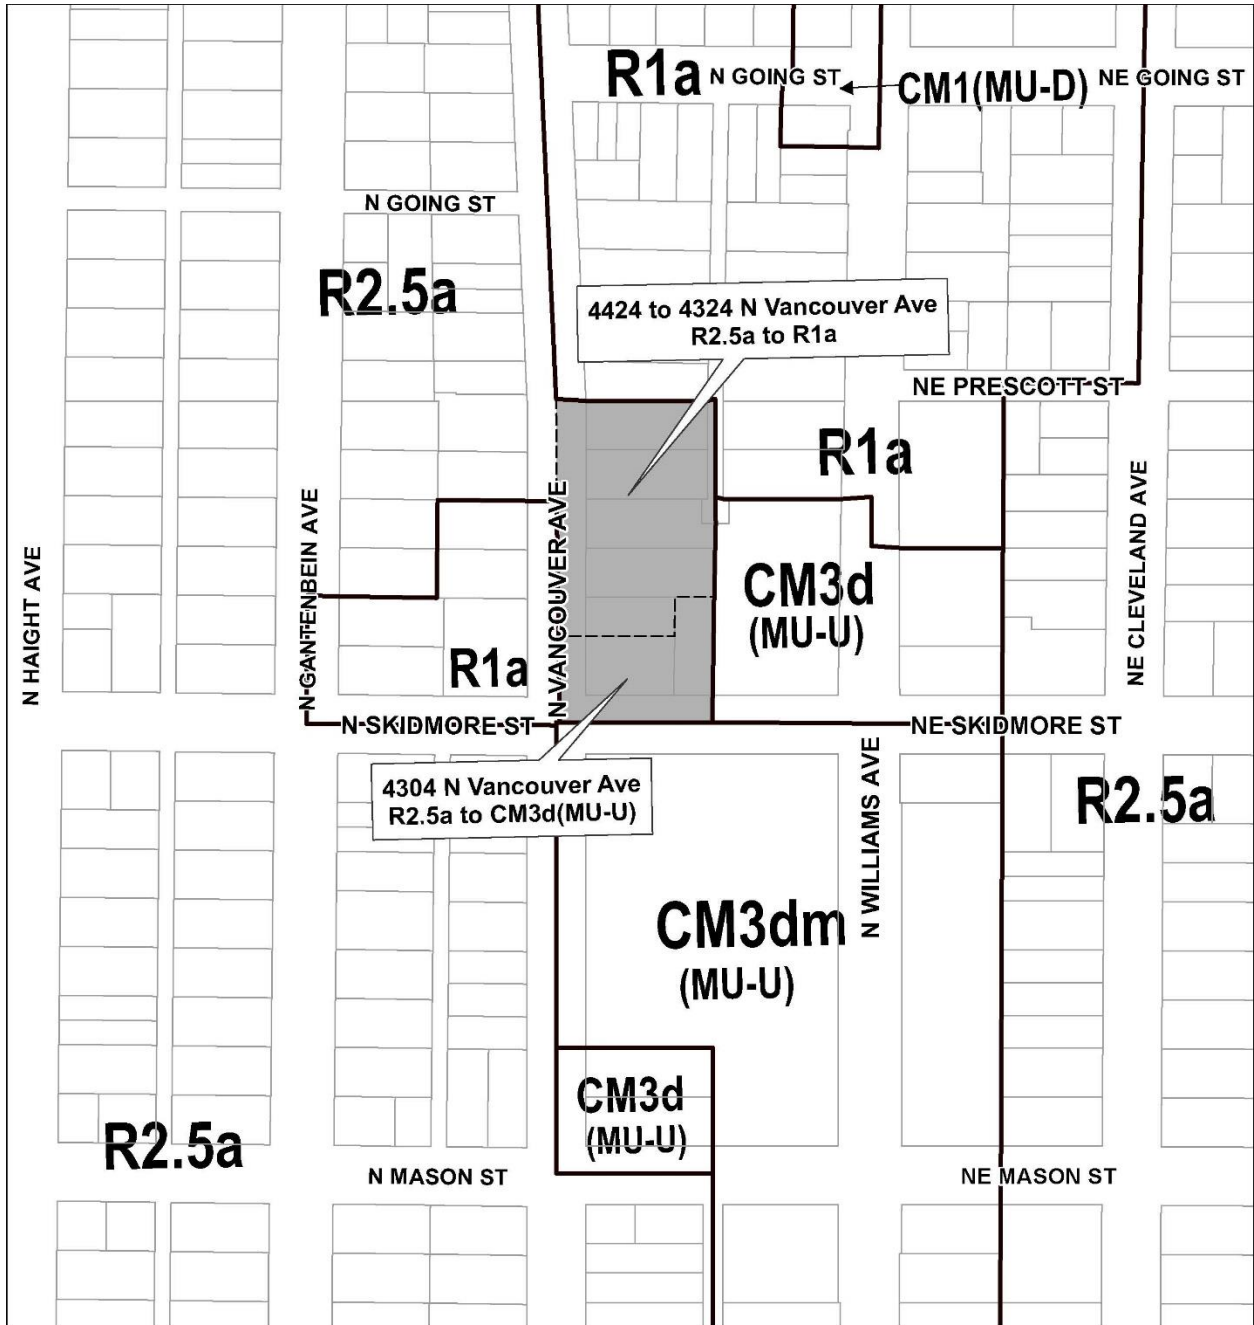 R1a
N GOING ST
CM1(MU-D)
NE GOING ST
N GOING ST
R2.5a
4424 to 4324 N Vancouver Ave
R2.5a to R1a
NE PRESCOTT ST
R1a
N HAIGHT AVE
N GANTENBEIN AVE
N VANCOUVER AVE
NE CLEVELAND AVE
CM3d
(MU-U)
R1a
N SKIDMORE ST
NE SKIDMORE ST
4304 N Vancouver Ave
R2.5a to CM3d(MU-U)
N WILLIAMS AVE
R2.5a
CM3dm
(MU-U)
CM3d
(MU-U)
R2.5a
N MASON ST
NE MASON ST